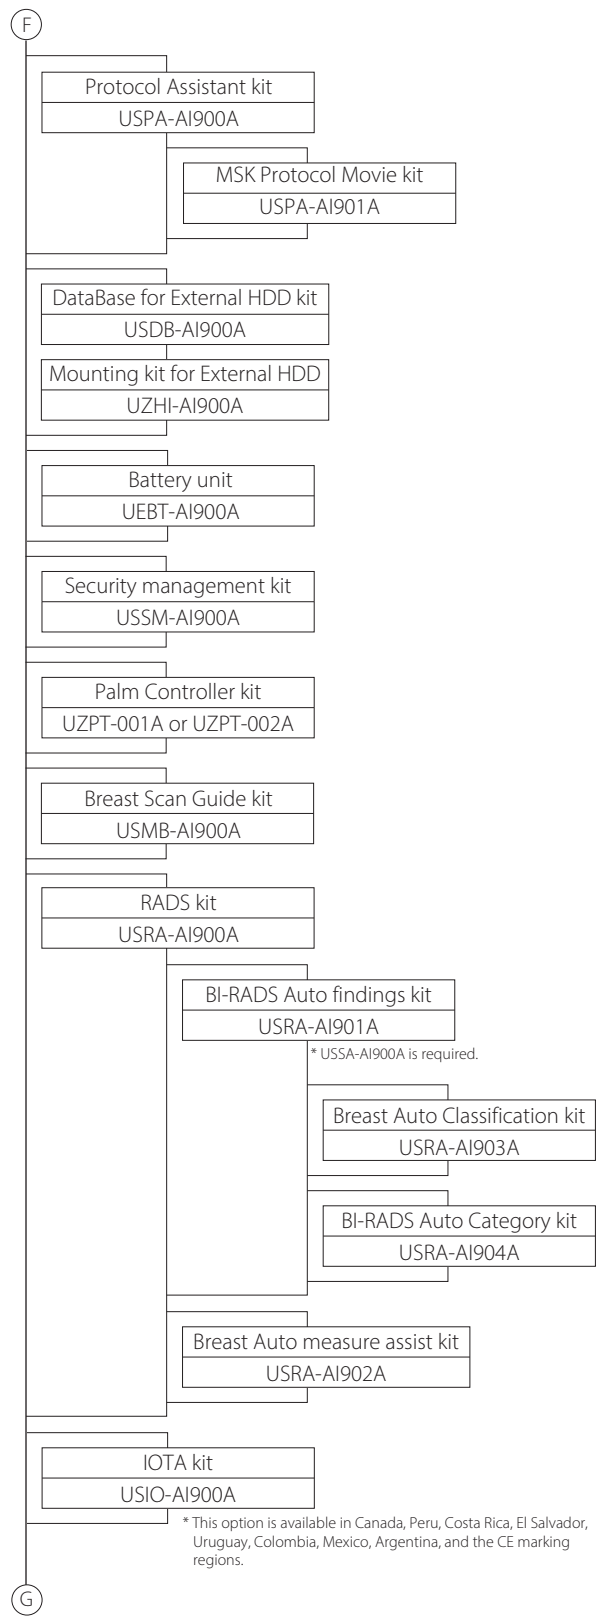 F
Protocol Assistant kit
USPA-AI900A
MSK Protocol Movie kit
USPA-AI901A
DataBase for External HDD kit
USDB-AI900A
Mounting kit for External HDD
UZHI-AI900A
Battery unit
UEBT-AI900A
Security management kit
USSM-AI900A
Palm Controller kit
UZPT-001A or UZPT-002A
Breast Scan Guide kit
USMB-AI900A
RADS kit
USRA-AI900A
BI-RADS Auto findings kit
USRA-AI901A
* USSA-AI900A is required.
Breast Auto Classification kit
USRA-AI903A
BI-RADS Auto Category kit
USRA-AI904A
Breast Auto measure assist kit
USRA-AI902A
IOTA kit
USIO-AI900A
* This option is available in Canada, Peru, Costa Rica, El Salvador,
Uruguay, Colombia, Mexico, Argentina, and the CE marking
regions.
G